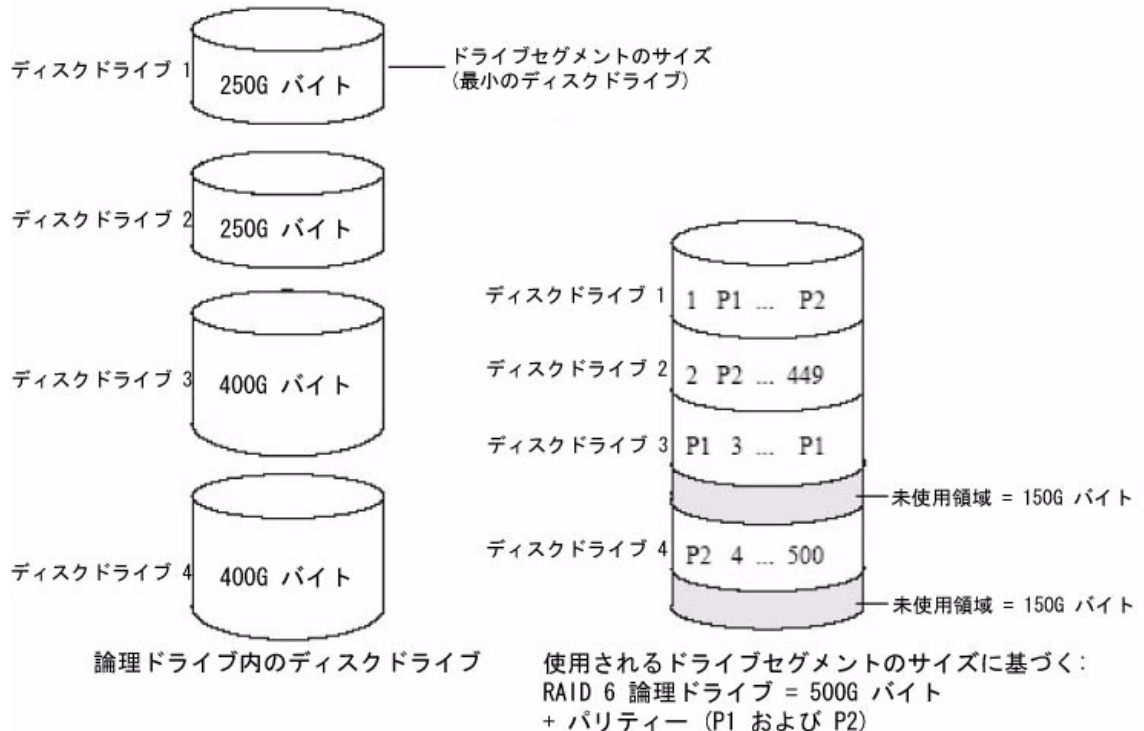 ディスクドライブ 1
250G バイト
ドライブセグメントのサイズ
(最小のディスクドライブ)
ディスクドライブ 2
250G バイト
ディスクドライブ 3
400G バイト
ディスクドライブ 4
400G バイト
論理ドライブ内のディスクドライブ
ディスクドライブ 1
1 P1 ... P2
ディスクドライブ 2
2 P2 ... 449
ディスクドライブ 3
P1 3 ... P1
未使用領域 = 150G バイト
ディスクドライブ 4
P2 4 ... 500
未使用領域 = 150G バイト
使用されるドライブセグメントのサイズに基づく:
RAID 6 論理ドライブ = 500G バイト
+ パリティー (P1 および P2)